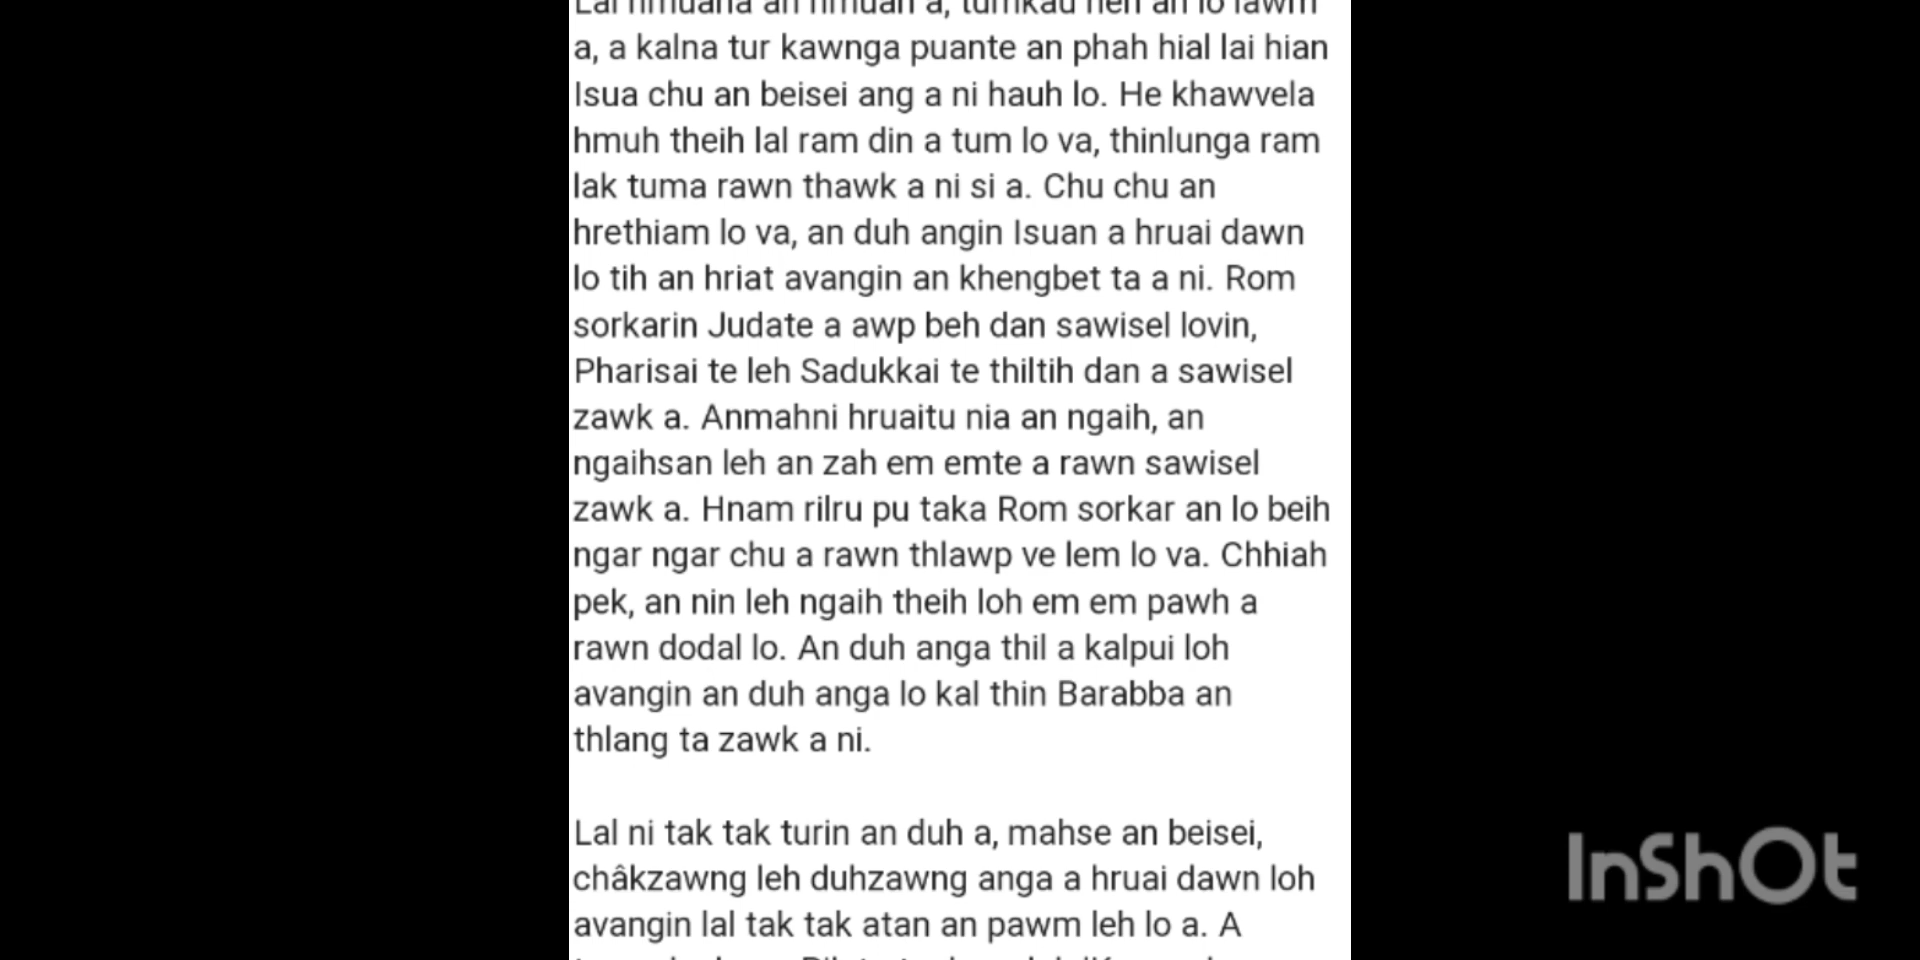 a, a kalna tur kawnga puante an phah hial lai hian
Isua chu an beisei ang a ni hauh lo. He khawvela
hmuh theih lal ram din a tum lo va, thinlunga ram
lak tuma rawn thawk a ni si a. Chu chu an
hrethiam lo va, an duh angin Isuan a hruai dawn
lo tih an hriat avangin an khengbet ta a ni. Rom
sorkarin Judate a awp beh dan sawisel lovin,
Pharisai te leh Sadukkai te thiltih dan a sawisel
zawk a. Anmahni hruaitu nia an ngaih, an
ngaihsan leh an zah em emte a rawn sawisel
zawk a. Hnam rilru pu taka Rom sorkar an lo beih
ngar ngar chu a rawn thlawp ve lem lo va. Chhiah
pek, an nin leh ngaih theih loh em em pawh a
rawn dodal lo. An duh anga thil a kalpui loh
avangin an duh anga lo kal thin Barabba an
thlang ta zawk a ni.
Lal ni tak tak turin an duh a, mahse an beisei,
châkzawng leh duhzawng anga a hruai dawn loh
avangin lal tak tak atan an pawm leh lo a. A
InShOt